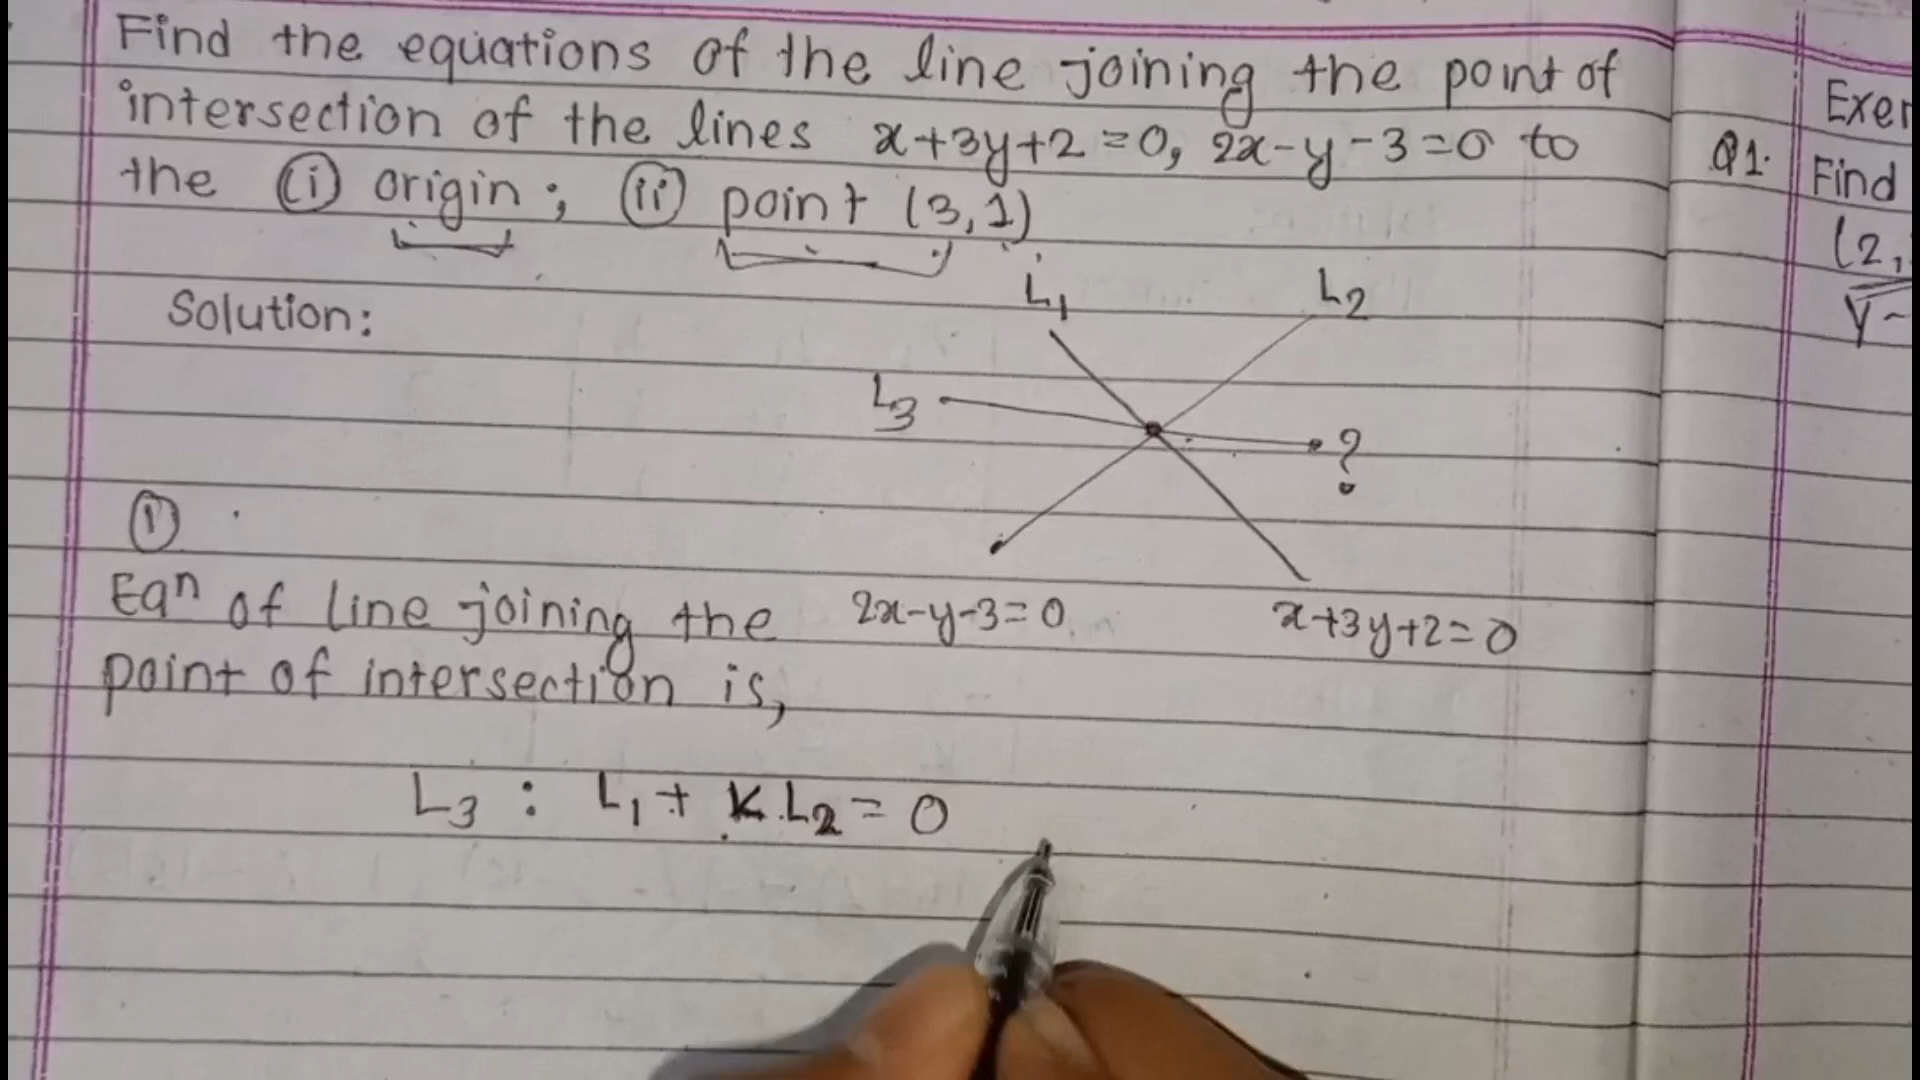 Find the equations of the line joining the point of
intersection of the lines x+3y+2=0, 2x-y-3=0 to
the (i) origin ; (ii) point (3,1)
Solution:
L₁
L₂
L₃
?
(i)
Eqⁿ of line joining the
point of intersection is,
2x-y-3=0
x+3y+2=0
L₃ : L₁ + K.L₂ = 0
Q1.
Find
(2,